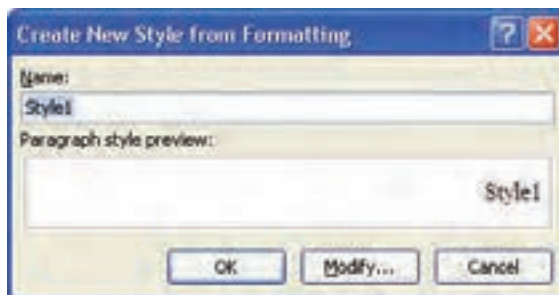 Create New Style from Formatting
Name:
Style1
Paragraph style preview:
Style1
OK Modify... Cancel